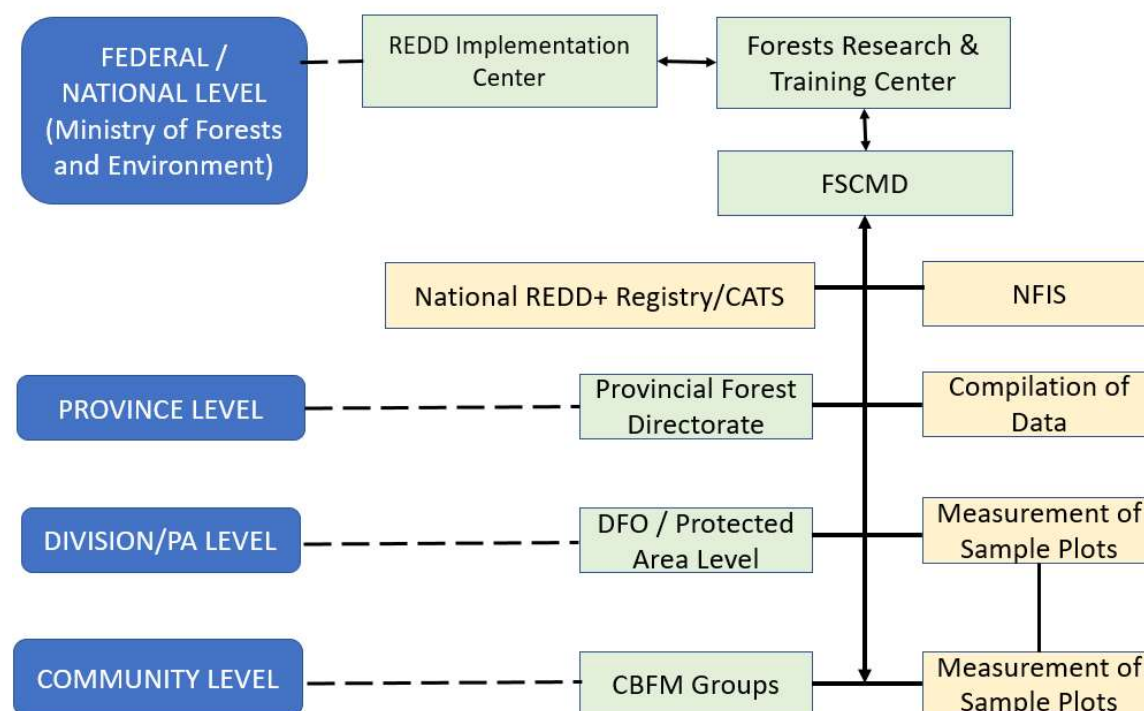 FEDERAL /
NATIONAL LEVEL
(Ministry of Forests
and Environment)
REDD Implementation
Center
Forests Research &
Training Center
FSCMD
National REDD+ Registry/CATS
NFIS
PROVINCE LEVEL
Provincial Forest
Directorate
Compilation of
Data
DIVISION/PA LEVEL
DFO / Protected
Area Level
Measurement of
Sample Plots
COMMUNITY LEVEL
CBFM Groups
Measurement of
Sample Plots